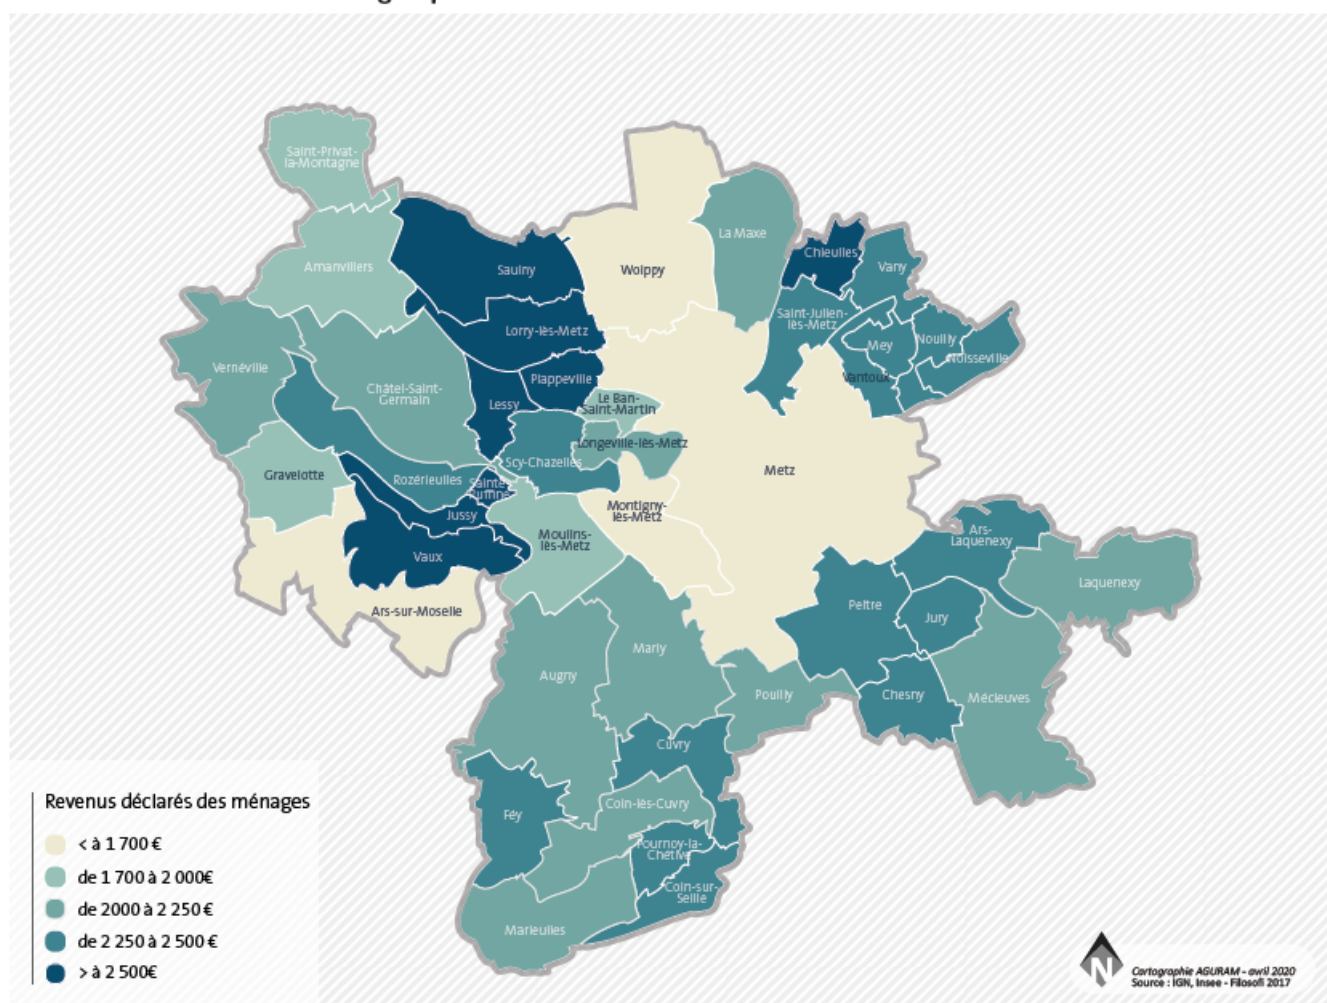 Saint-Privat-
la-Montagne
Amanvillers
Saulny
Woippy
La Maxe
Chieulles
Vany
Saint-Julien-
lès-Metz
Mey
Nouilly
Noisseville
Vantoux
Lorry-lès-Metz
Plappeville
Lessy
Vernéville
Châtel-Saint-
Germain
Le Ban-
Saint-Martin
Longeville-lès-Metz
Scy-Chazelles
Metz
Gravelotte
Rozérieulles
Sainte-
Ruffine
Jussy
Vaux
Moulins-
lès-Metz
Montigny-
lès-Metz
Ars-
Laquenexy
Laquenexy
Ars-sur-Moselle
Peltre
Jury
Marly
Augny
Pouilly
Chesny
Mécleuves
Cuvry
Coin-lès-Cuvry
Féy
Pournoy-la-
Chétive
Coin-sur-
Seille
Marieulles
Revenus déclarés des ménages
< à 1 700 €
de 1 700 à 2 000€
de 2000 à 2 250 €
de 2 250 à 2 500 €
> à 2 500€
N
Cartographie AGURAM - avril 2020
Source : IGN, Insee - Filosofi 2017